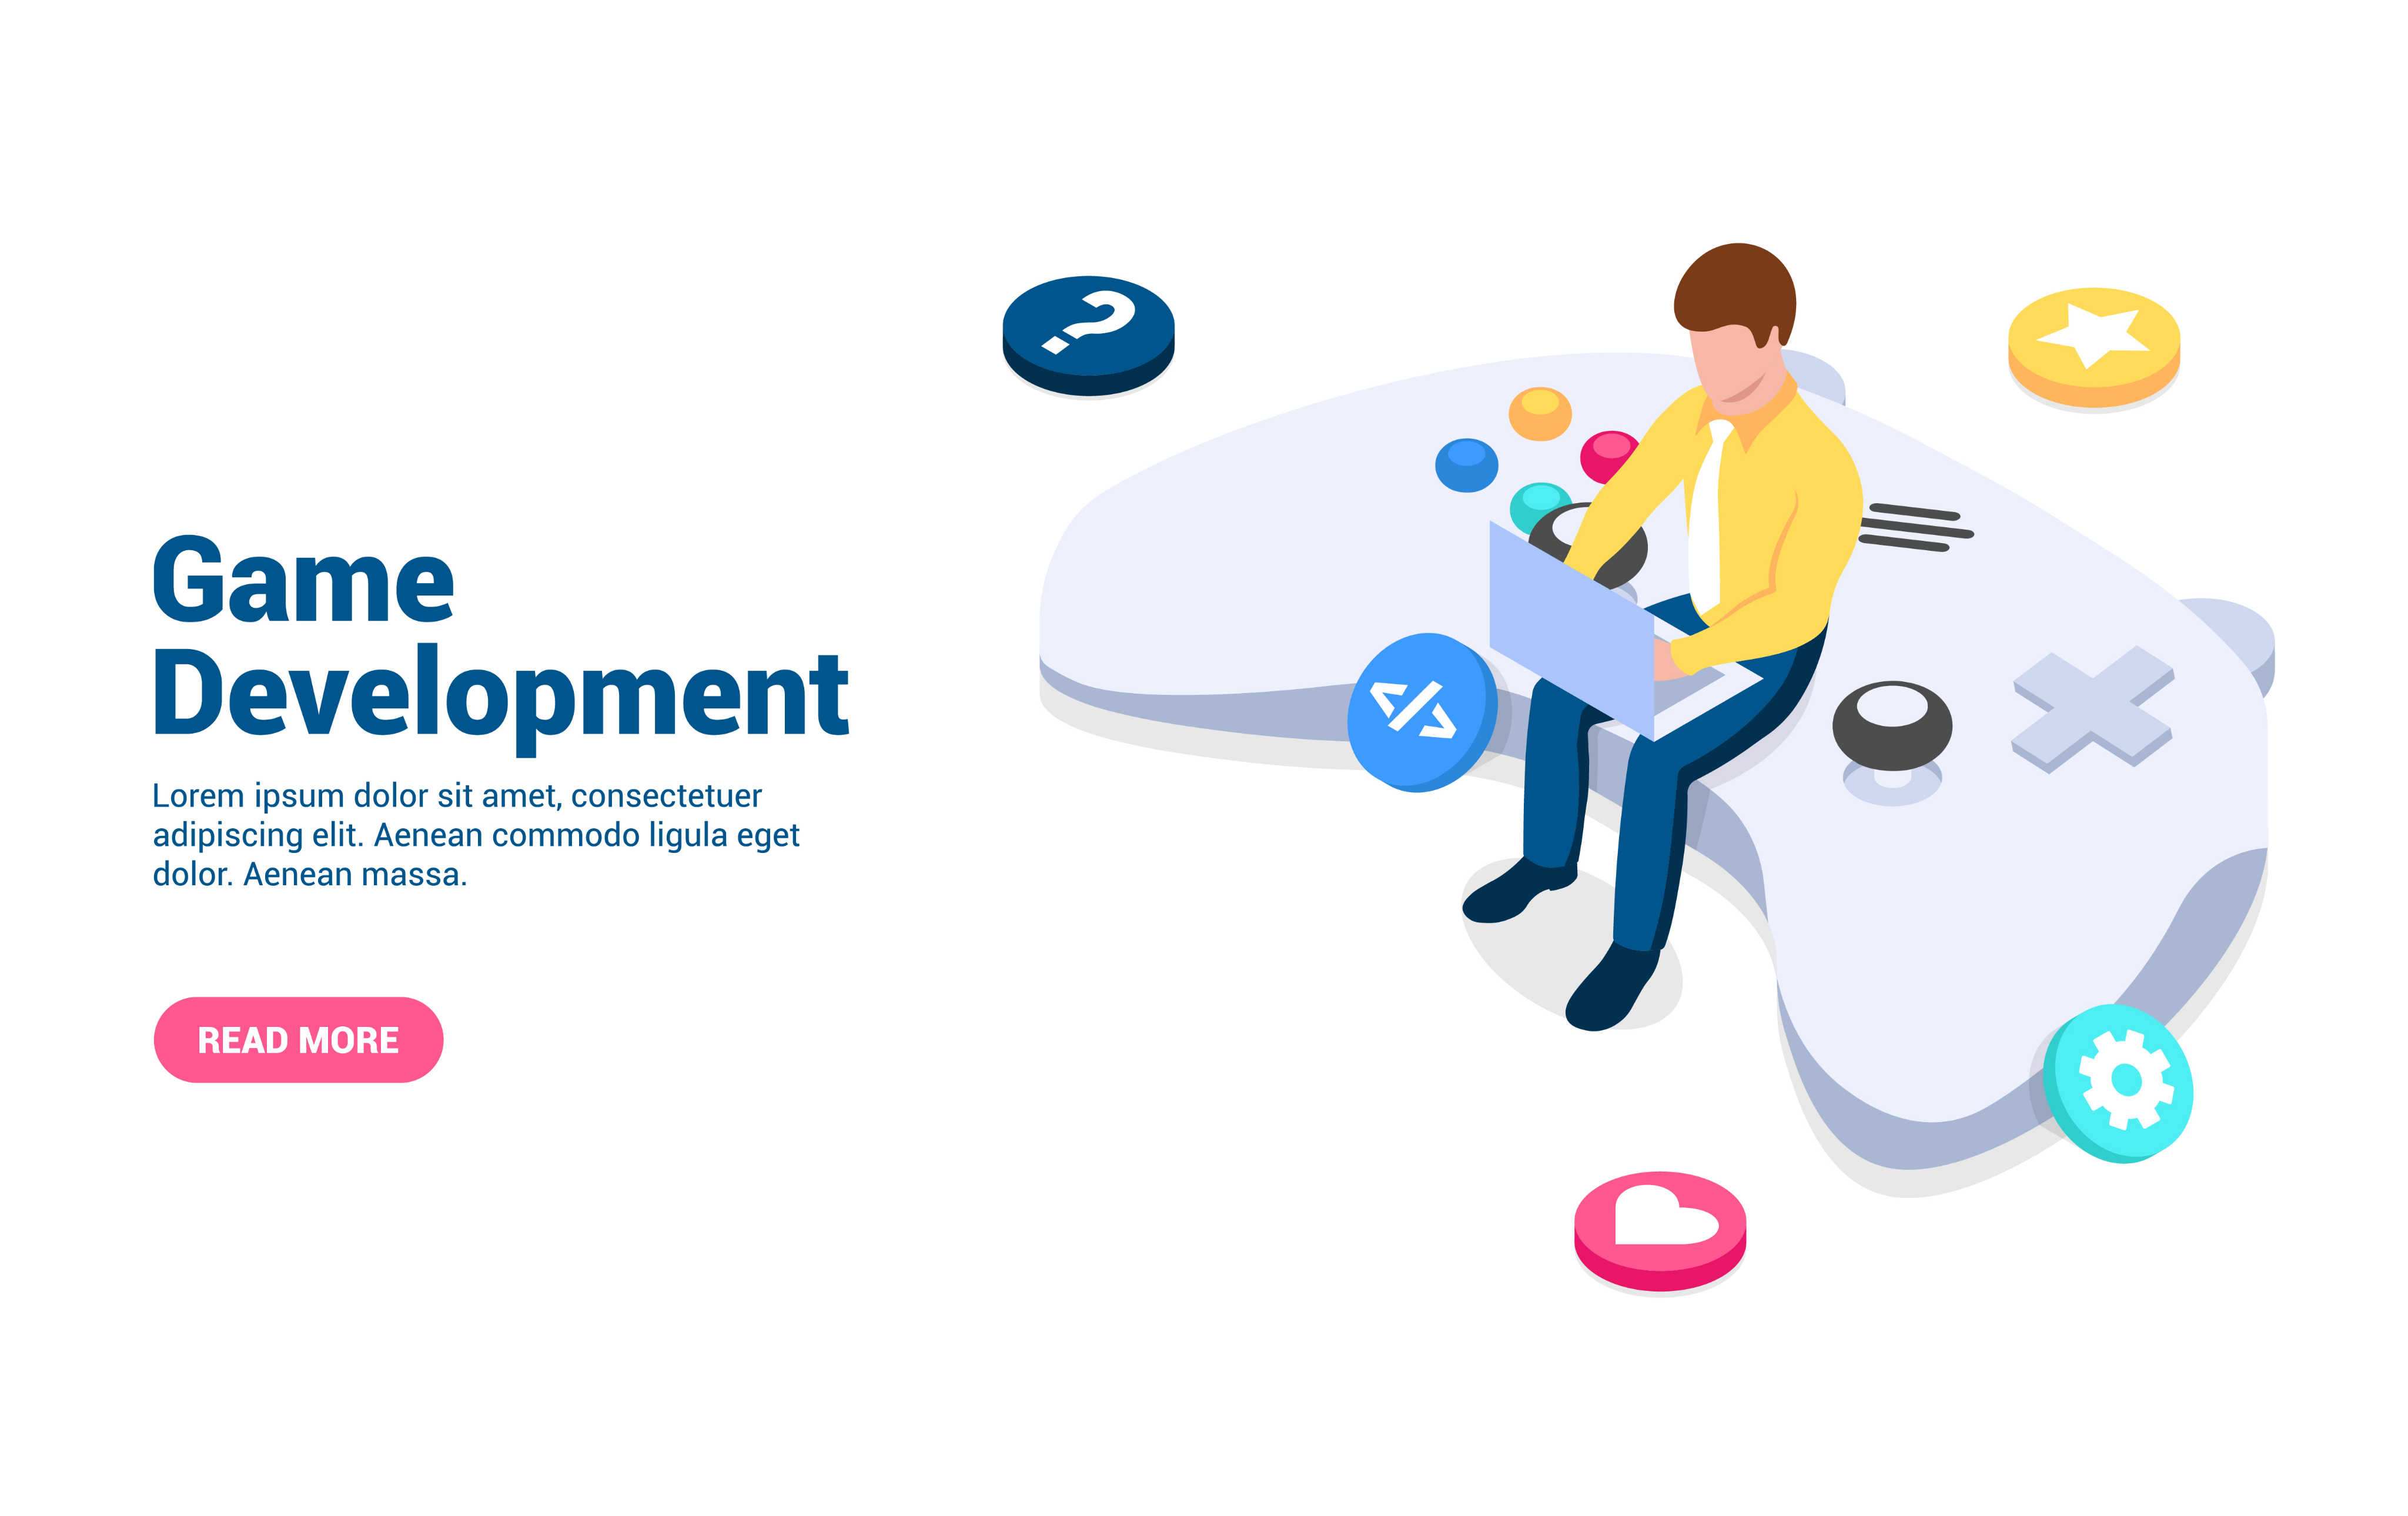 Game
Development
Lorem ipsum dolor sit amet, consectetuer
adipiscing elit. Aenean commodo ligula eget
dolor. Aenean massa.
READ MORE
?